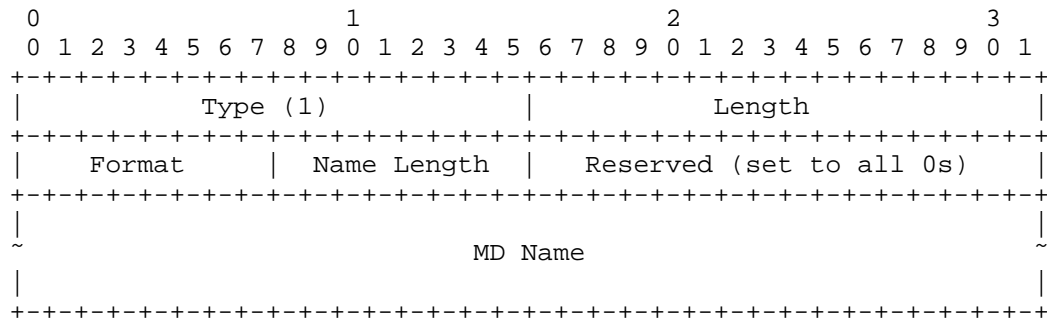 0                   1                   2                   3
 0 1 2 3 4 5 6 7 8 9 0 1 2 3 4 5 6 7 8 9 0 1 2 3 4 5 6 7 8 9 0 1
+-+-+-+-+-+-+-+-+-+-+-+-+-+-+-+-+-+-+-+-+-+-+-+-+-+-+-+-+-+-+-+-+
|           Type (1)            |           Length              |
+-+-+-+-+-+-+-+-+-+-+-+-+-+-+-+-+-+-+-+-+-+-+-+-+-+-+-+-+-+-+-+-+
|    Format     |  Name Length  |   Reserved (set to all 0s)    |
+-+-+-+-+-+-+-+-+-+-+-+-+-+-+-+-+-+-+-+-+-+-+-+-+-+-+-+-+-+-+-+-+
|                                                               |
~                            MD Name                            ~
|                                                               |
+-+-+-+-+-+-+-+-+-+-+-+-+-+-+-+-+-+-+-+-+-+-+-+-+-+-+-+-+-+-+-+-+